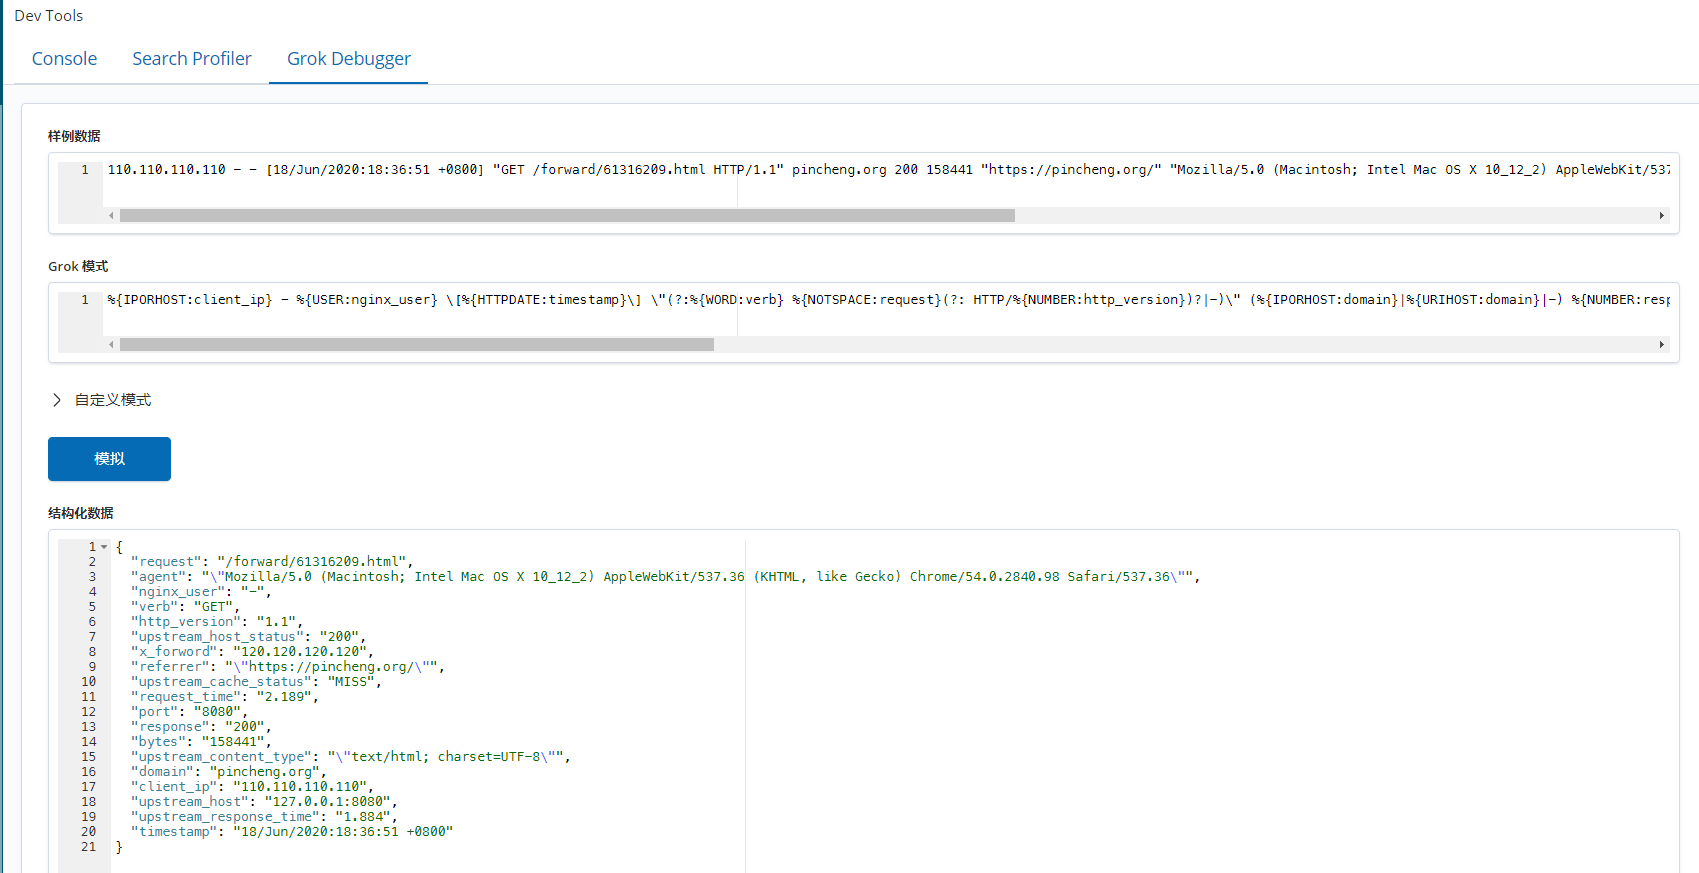 Dev Tools
Console Search Profiler Grok Debugger
样例数据
1 110.110.110.110 - - [18/Jun/2020:18:36:51 +0800] "GET /forward/61316209.html HTTP/1.1" pincheng.org 200 158441 "https://pincheng.org/" "Mozilla/5.0 (Macintosh; Intel Mac OS X 10_12_2) AppleWebKit/537
Grok 模式
1 %{IPORHOST:client_ip} - %{USER:nginx_user} \[%{HTTPDATE:timestamp}\] \"(?:%{WORD:verb} %{NOTSPACE:request}(?: HTTP/%{NUMBER:http_version})?|-)\" (%{IPORHOST:domain}|%{URIHOST:domain}|-) %{NUMBER:resp
自定义模式
模拟
结构化数据
1 {
2 "request": "/forward/61316209.html",
3 "agent": "\"Mozilla/5.0 (Macintosh; Intel Mac OS X 10_12_2) AppleWebKit/537.36 (KHTML, like Gecko) Chrome/54.0.2840.98 Safari/537.36\"",
4 "nginx_user": "-",
5 "verb": "GET",
6 "http_version": "1.1",
7 "upstream_host_status": "200",
8 "x_forword": "120.120.120.120",
9 "referrer": "\"https://pincheng.org/\"",
10 "upstream_cache_status": "MISS",
11 "request_time": "2.189",
12 "port": "8080",
13 "response": "200",
14 "bytes": "158441",
15 "upstream_content_type": "\"text/html; charset=UTF-8\"",
16 "domain": "pincheng.org",
17 "client_ip": "110.110.110.110",
18 "upstream_host": "127.0.0.1:8080",
19 "upstream_response_time": "1.884",
20 "timestamp": "18/Jun/2020:18:36:51 +0800"
21 }